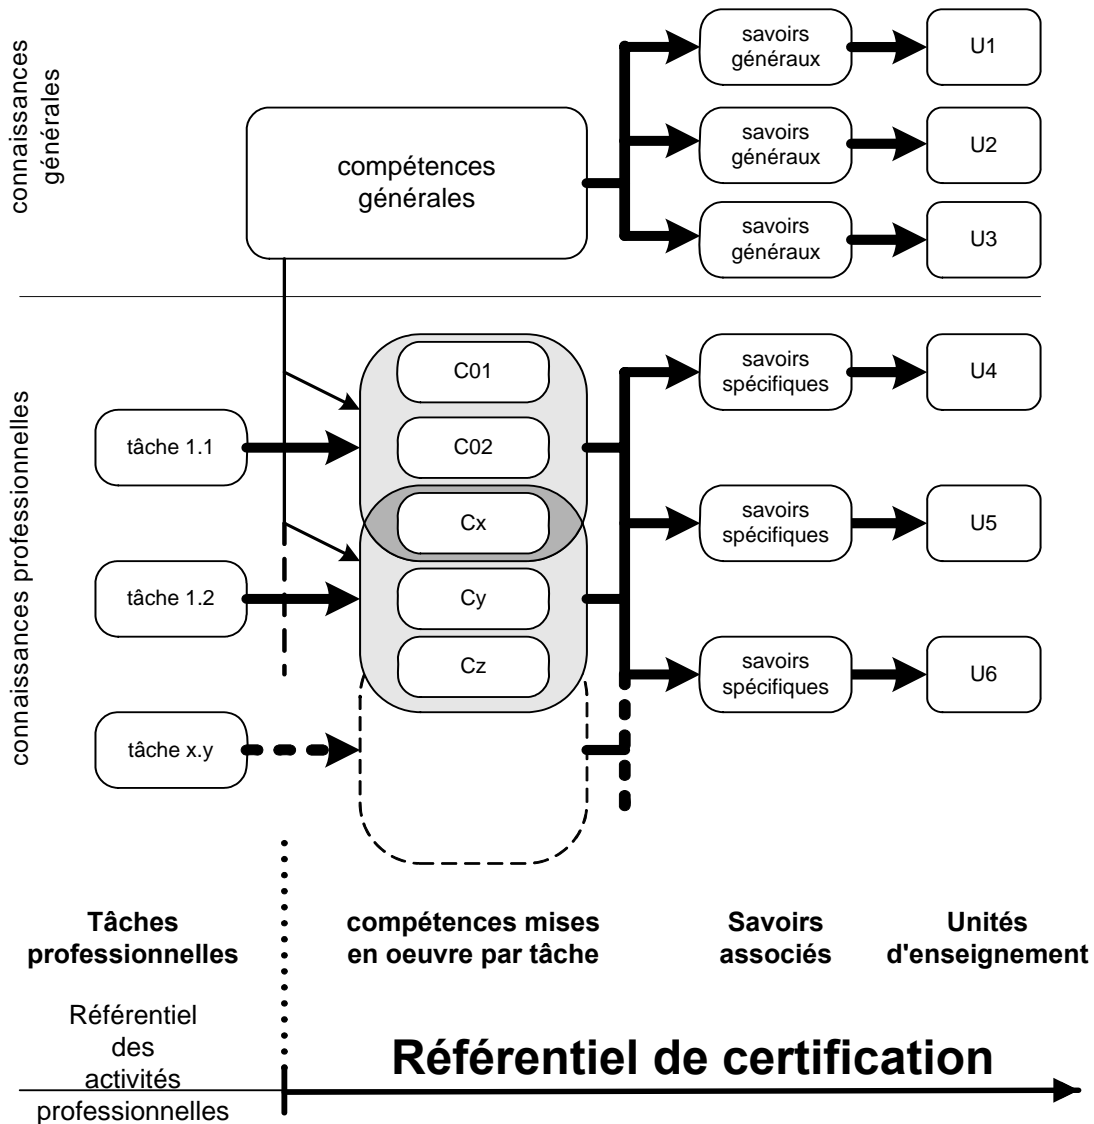 connaissances
générales
compétences
générales
savoirs
généraux
U1
savoirs
généraux
U2
savoirs
généraux
U3
connaissances professionnelles
tâche 1.1
tâche 1.2
tâche x.y
C01
C02
Cx
Cy
Cz
savoirs
spécifiques
U4
savoirs
spécifiques
U5
savoirs
spécifiques
U6
Tâches
professionnelles
compétences mises
en oeuvre par tâche
Savoirs
associés
Unités
d'enseignement
Référentiel
des
activités
professionnelles
Référentiel de certification